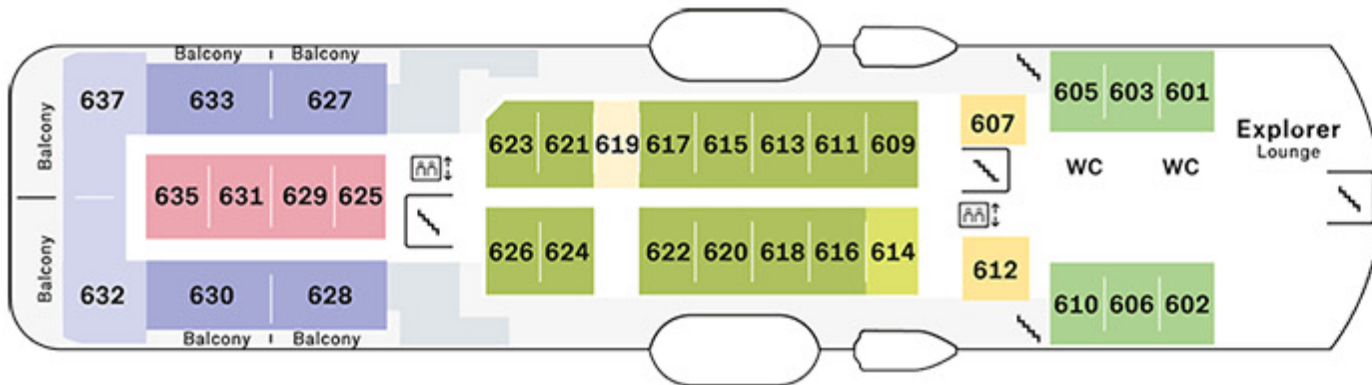 Balcony Balcony
637 633 627
605 603 601
623 621 619 617 615 613 611 609
607
Explorer
Lounge
WC WC
Balcony
635 631 629 625
Balcony
626 624 622 620 618 616 614
612
632 630 628
610 606 602
Balcony Balcony